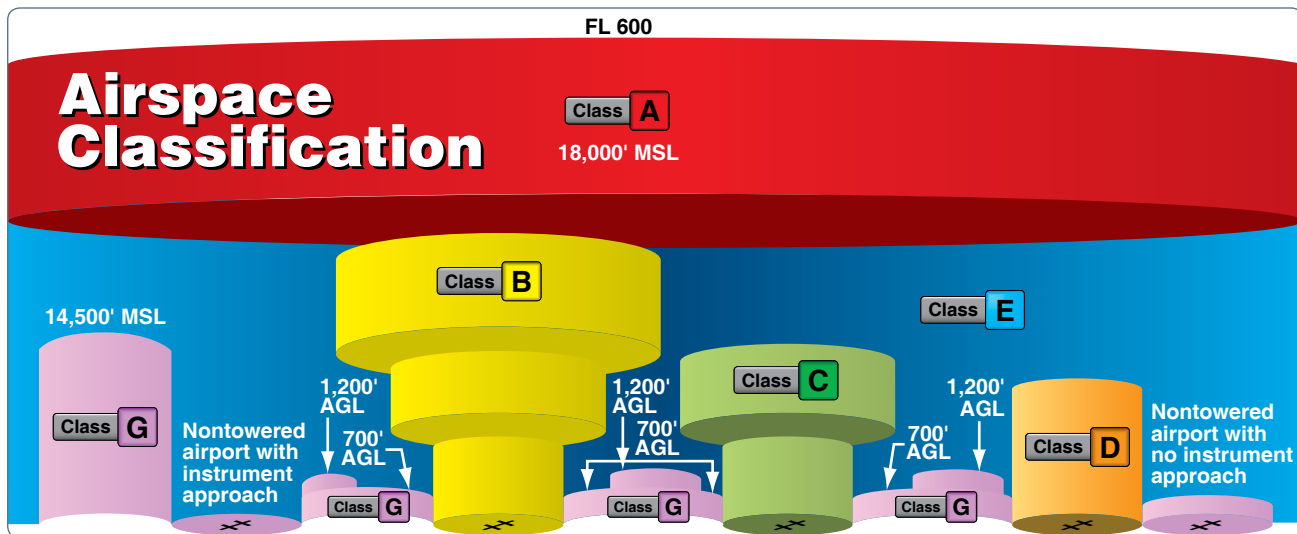 FL 600
Airspace
Classification
Class A
18,000' MSL
Class B
Class E
14,500' MSL
Class G
Nontowered
airport with
instrument
approach
1,200'
AGL
700'
AGL
Class G
1,200'
AGL
700'
AGL
Class G
Class C
700'
AGL
1,200'
AGL
Class G
Class D
Nontowered
airport with
no instrument
approach